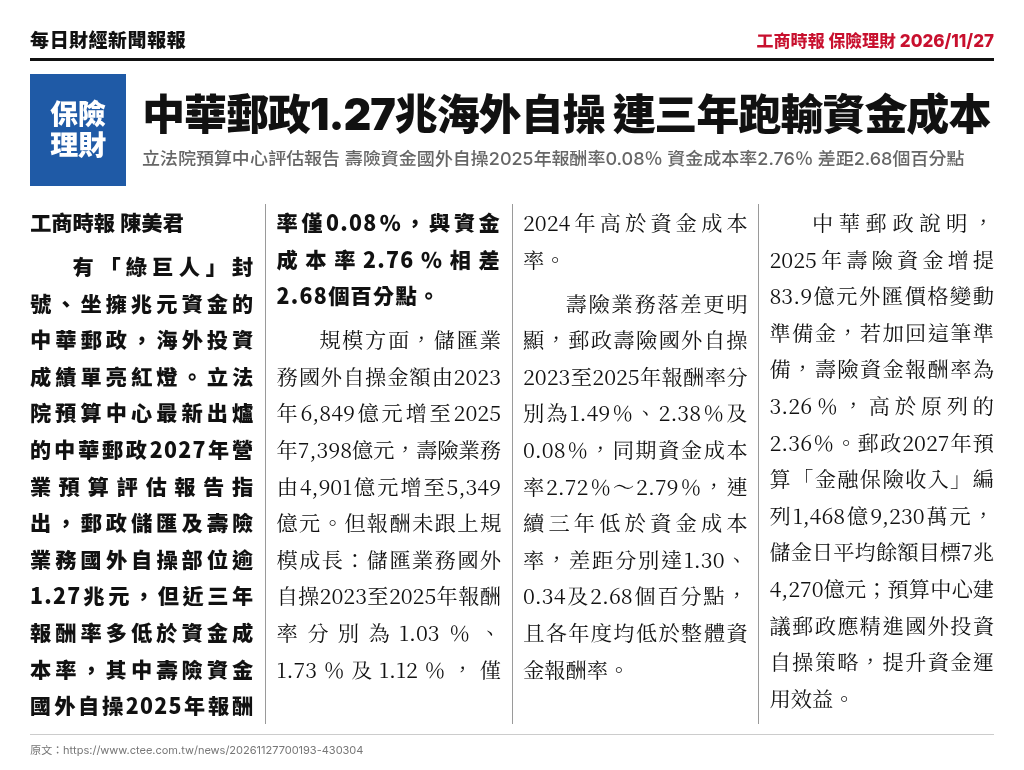 每日財經新聞報報
工商時報 保險理財 2026/11/27
保險
理財
中華郵政1.27兆海外自操 連三年跑輸資金成本
立法院預算中心評估報告 壽險資金國外自操2025年報酬率0.08% 資金成本率2.76% 差距2.68個百分點
工商時報 陳美君
有「綠巨人」封
號、坐擁兆元資金的
中華郵政，海外投資
成績單亮紅燈。立法
院預算中心最新出爐
的中華郵政2027年營
業預算評估報告指
出，郵政儲匯及壽險
業務國外自操部位逾
1.27兆元，但近三年
報酬率多低於資金成
本率，其中壽險資金
國外自操2025年報酬
率僅0.08%，與資金
成本率2.76%相差
2.68個百分點。
規模方面，儲匯業
務國外自操金額由2023
年6,849億元增至2025
年7,398億元，壽險業務
由4,901億元增至5,349
億元。但報酬未跟上規
模成長：儲匯業務國外
自操2023至2025年報酬
率分別為1.03%、
1.73%及1.12%，僅
2024年高於資金成本
率。
壽險業務落差更明
顯，郵政壽險國外自操
2023至2025年報酬率分
別為1.49%、2.38%及
0.08%，同期資金成本
率2.72%～2.79%，連
續三年低於資金成本
率，差距分別達1.30、
0.34及2.68個百分點，
且各年度均低於整體資
金報酬率。
中華郵政說明，
2025年壽險資金增提
83.9億元外匯價格變動
準備金，若加回這筆準
備，壽險資金報酬率為
3.26%，高於原列的
2.36%。郵政2027年預
算「金融保險收入」編
列1,468億9,230萬元，
儲金日平均餘額目標7兆
4,270億元；預算中心建
議郵政應精進國外投資
自操策略，提升資金運
用效益。
原文：https://www.ctee.com.tw/news/20261127700193-430304